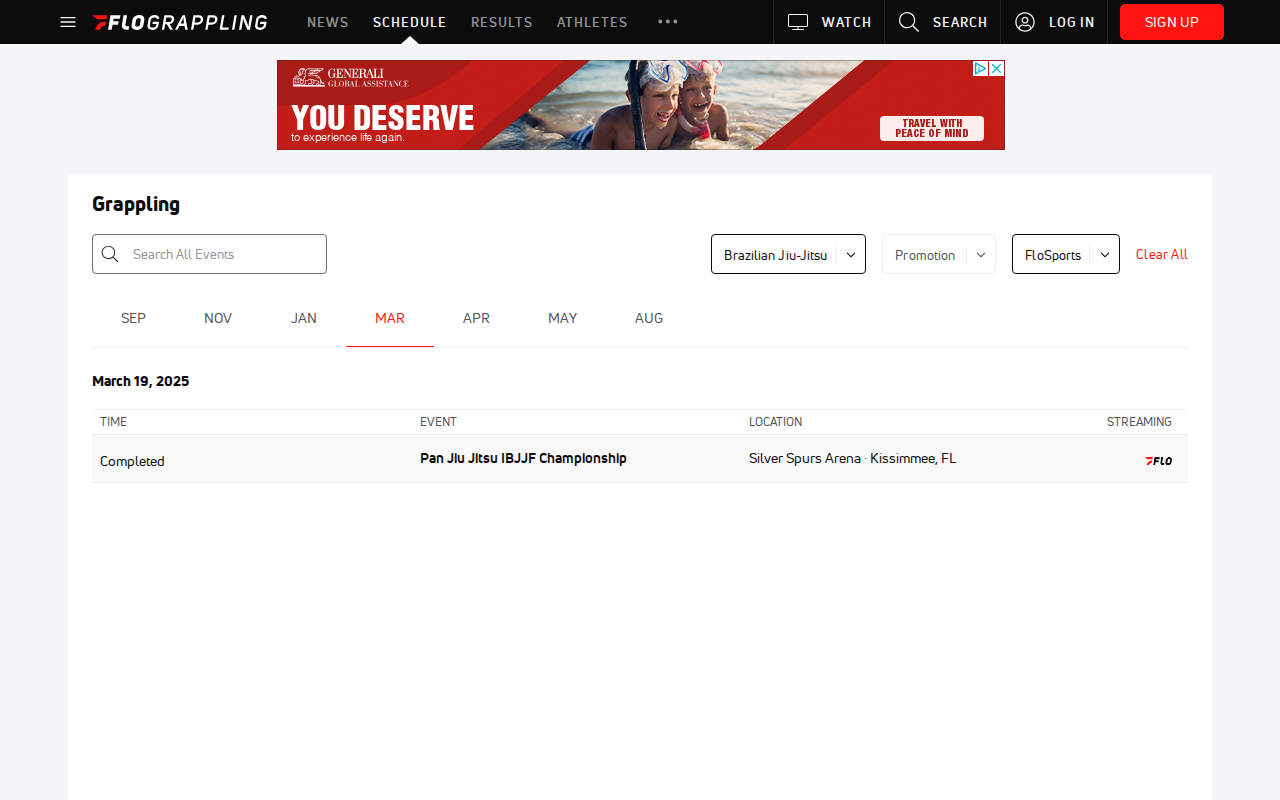 FLOGRAPPLING NEWS SCHEDULE RESULTS ATHLETES ••• WATCH SEARCH LOG IN SIGN UP
GENERALI
GLOBAL ASSISTANCE
YOU DESERVE
to experience life again.
TRAVEL WITH
PEACE OF MIND
Grappling
Search All Events Brazilian Jiu-Jitsu Promotion FloSports Clear All
SEP NOV JAN MAR APR MAY AUG
March 19, 2025
TIME EVENT LOCATION STREAMING
Completed Pan Jiu Jitsu IBJJF Championship Silver Spurs Arena · Kissimmee, FL FLO